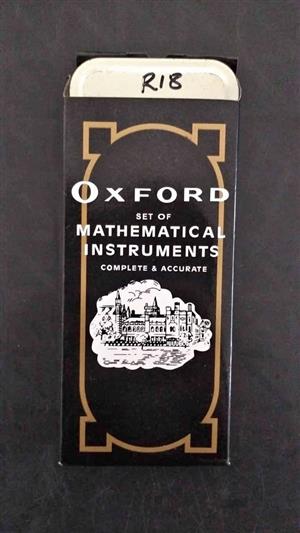 R18
OXFORD
SET OF
MATHEMATICAL
INSTRUMENTS
COMPLETE & ACCURATE